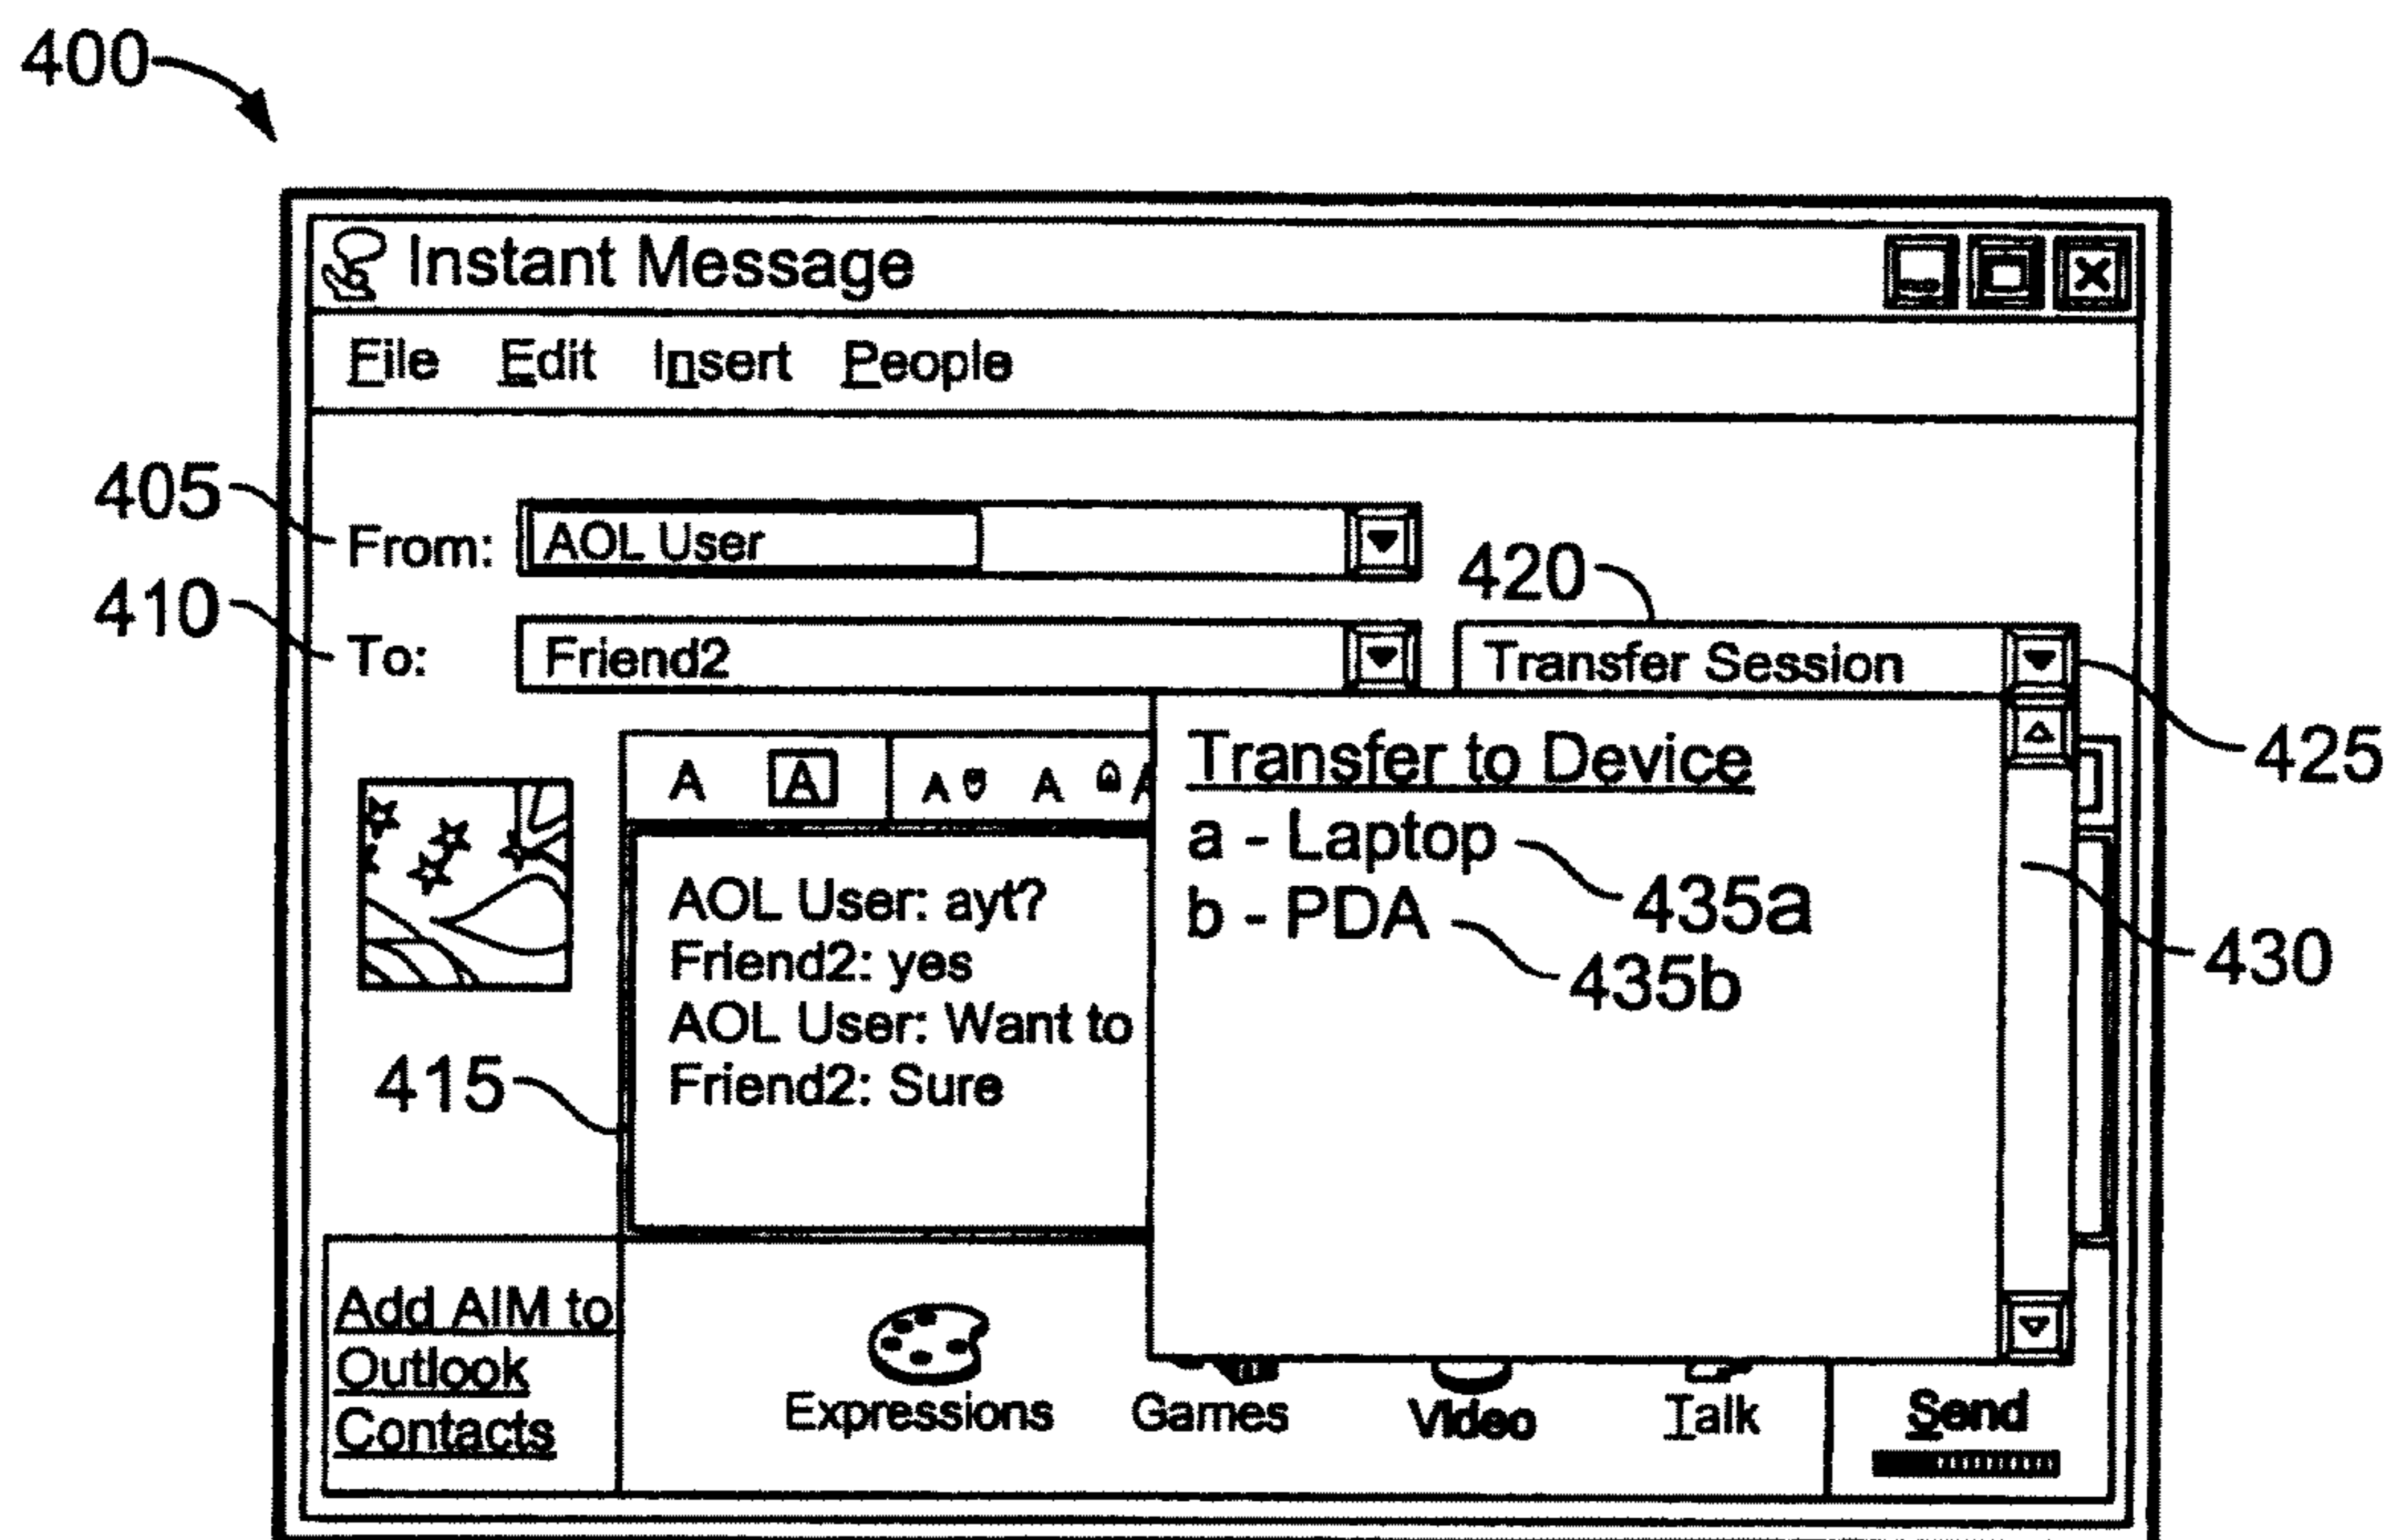 400
Instant Message
File Edit Insert People
405
From: AOL User
420
410
To: Friend2
Transfer Session
425
A A A A A
Transfer to Device
a - Laptop
435a
b - PDA
435b
430
AOL User: ayt?
Friend2: yes
AOL User: Want to
Friend2: Sure
415
Add AIM to
Outlook
Contacts
Expressions Games Video Talk Send